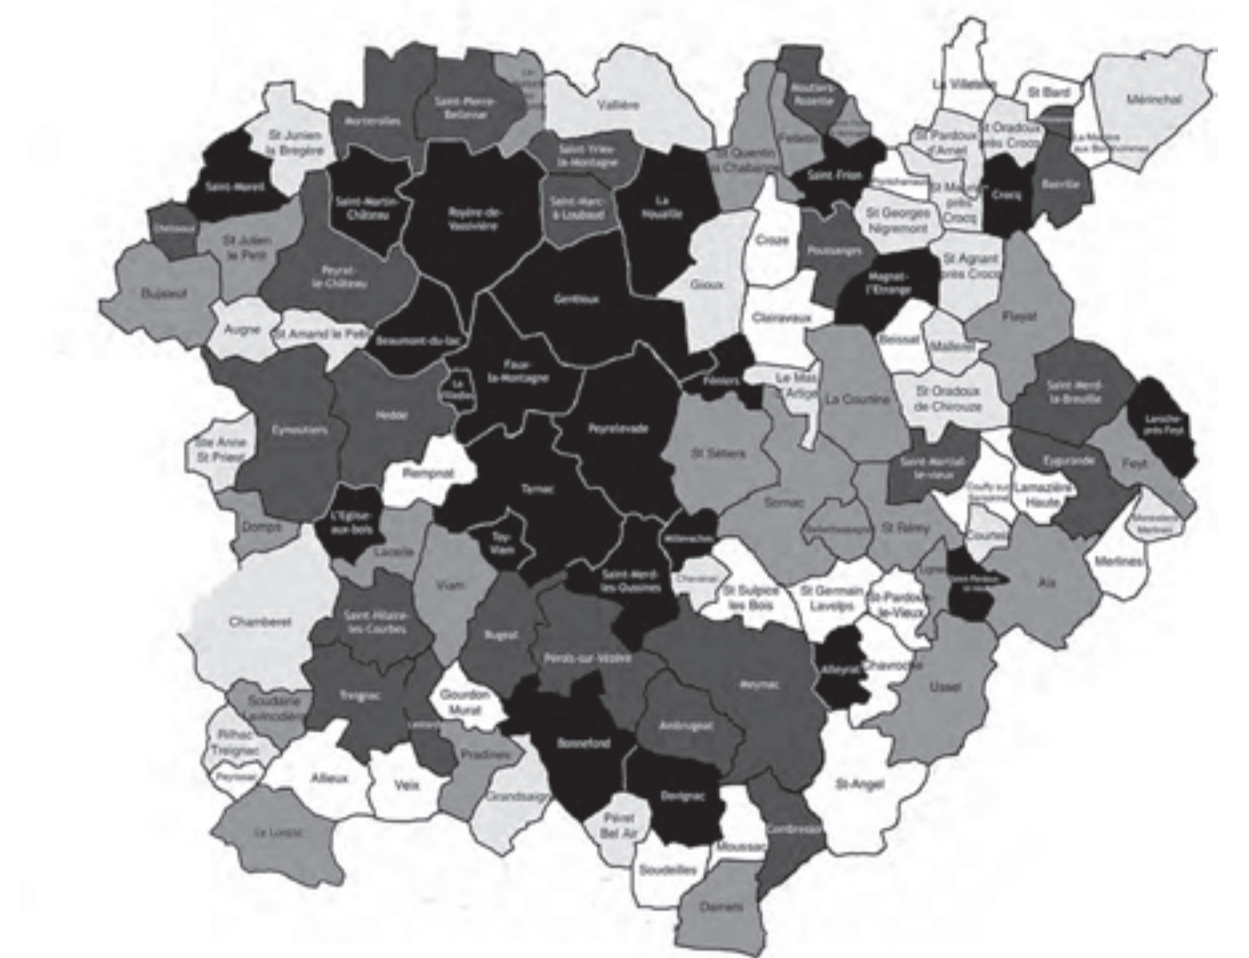 La Villetelle
St Bard
Mérinchal
Vallière
Saint-Pierre-
Bellevue
Moutiers-
Rozeille
Morterolles
St Junien
la Bregère
Saint-Yrieix-
la-Montagne
St Pardoux
d'Arnet
St Oradoux
près Crocq
Felletin
St Quentin
la Chabanne
Saint-Frion
Saint-Moreil
Saint-Martin-
Château
Royère-de-
Vassivière
Saint-Marc-
à Loubaud
La
Nouaille
St Maurice
près
Crocq
Crocq
Basville
St Georges
Nigremont
St Julien
le Petit
Croze
Poussanges
St Agnant
près Crocq
Peyrat-
le-Château
Bujaleuf
Gioux
Gentioux
Magnat-
l'Etrange
Flayat
Clairavaux
Augne
St Amand le Petit
Beaumont-du-lac
Beissat
Malleret
Faux-
la-Montagne
Féniers
Le Mas
d'Artige
La Courtine
St Oradoux
de Chirouze
Saint-Merd-
la-Breuille
Laroche-
près Feyt
Nedde
La
Villedieu
Eymoutiers
Peyrelevade
Ste Anne
St Priest
St Sétiers
Saint-Martial-
le-vieux
Eygurande
Feyt
Rempnat
Tarnac
Lamazière
Haute
Sornac
L'Eglise-
aux-bois
Domps
Toy-
Viam
Millevaches
St Rémy
Lacelle
Merlines
Viam
Saint-Merd-
les-Oussines
St Sulpice
les Bois
St Germain
Lavolps
St-Pardoux-
le-Vieux
Aix
Chamberet
Saint-Hilaire-
les-Courbes
Bugeat
Pérols-sur-Vézère
Alleyrat
Chavroche
Meymac
Ussel
Treignac
Gourdon
Murat
Soudaine
Lavinodière
Ambrugeat
Rilhac
Treignac
Bonnefond
Pradines
Peyrissac
Affieux
Veix
St-Angel
Grandsaigne
Davignac
Péret
Bel Air
Combressol
Le Lonzac
Moussac
Soudeilles
Darnets